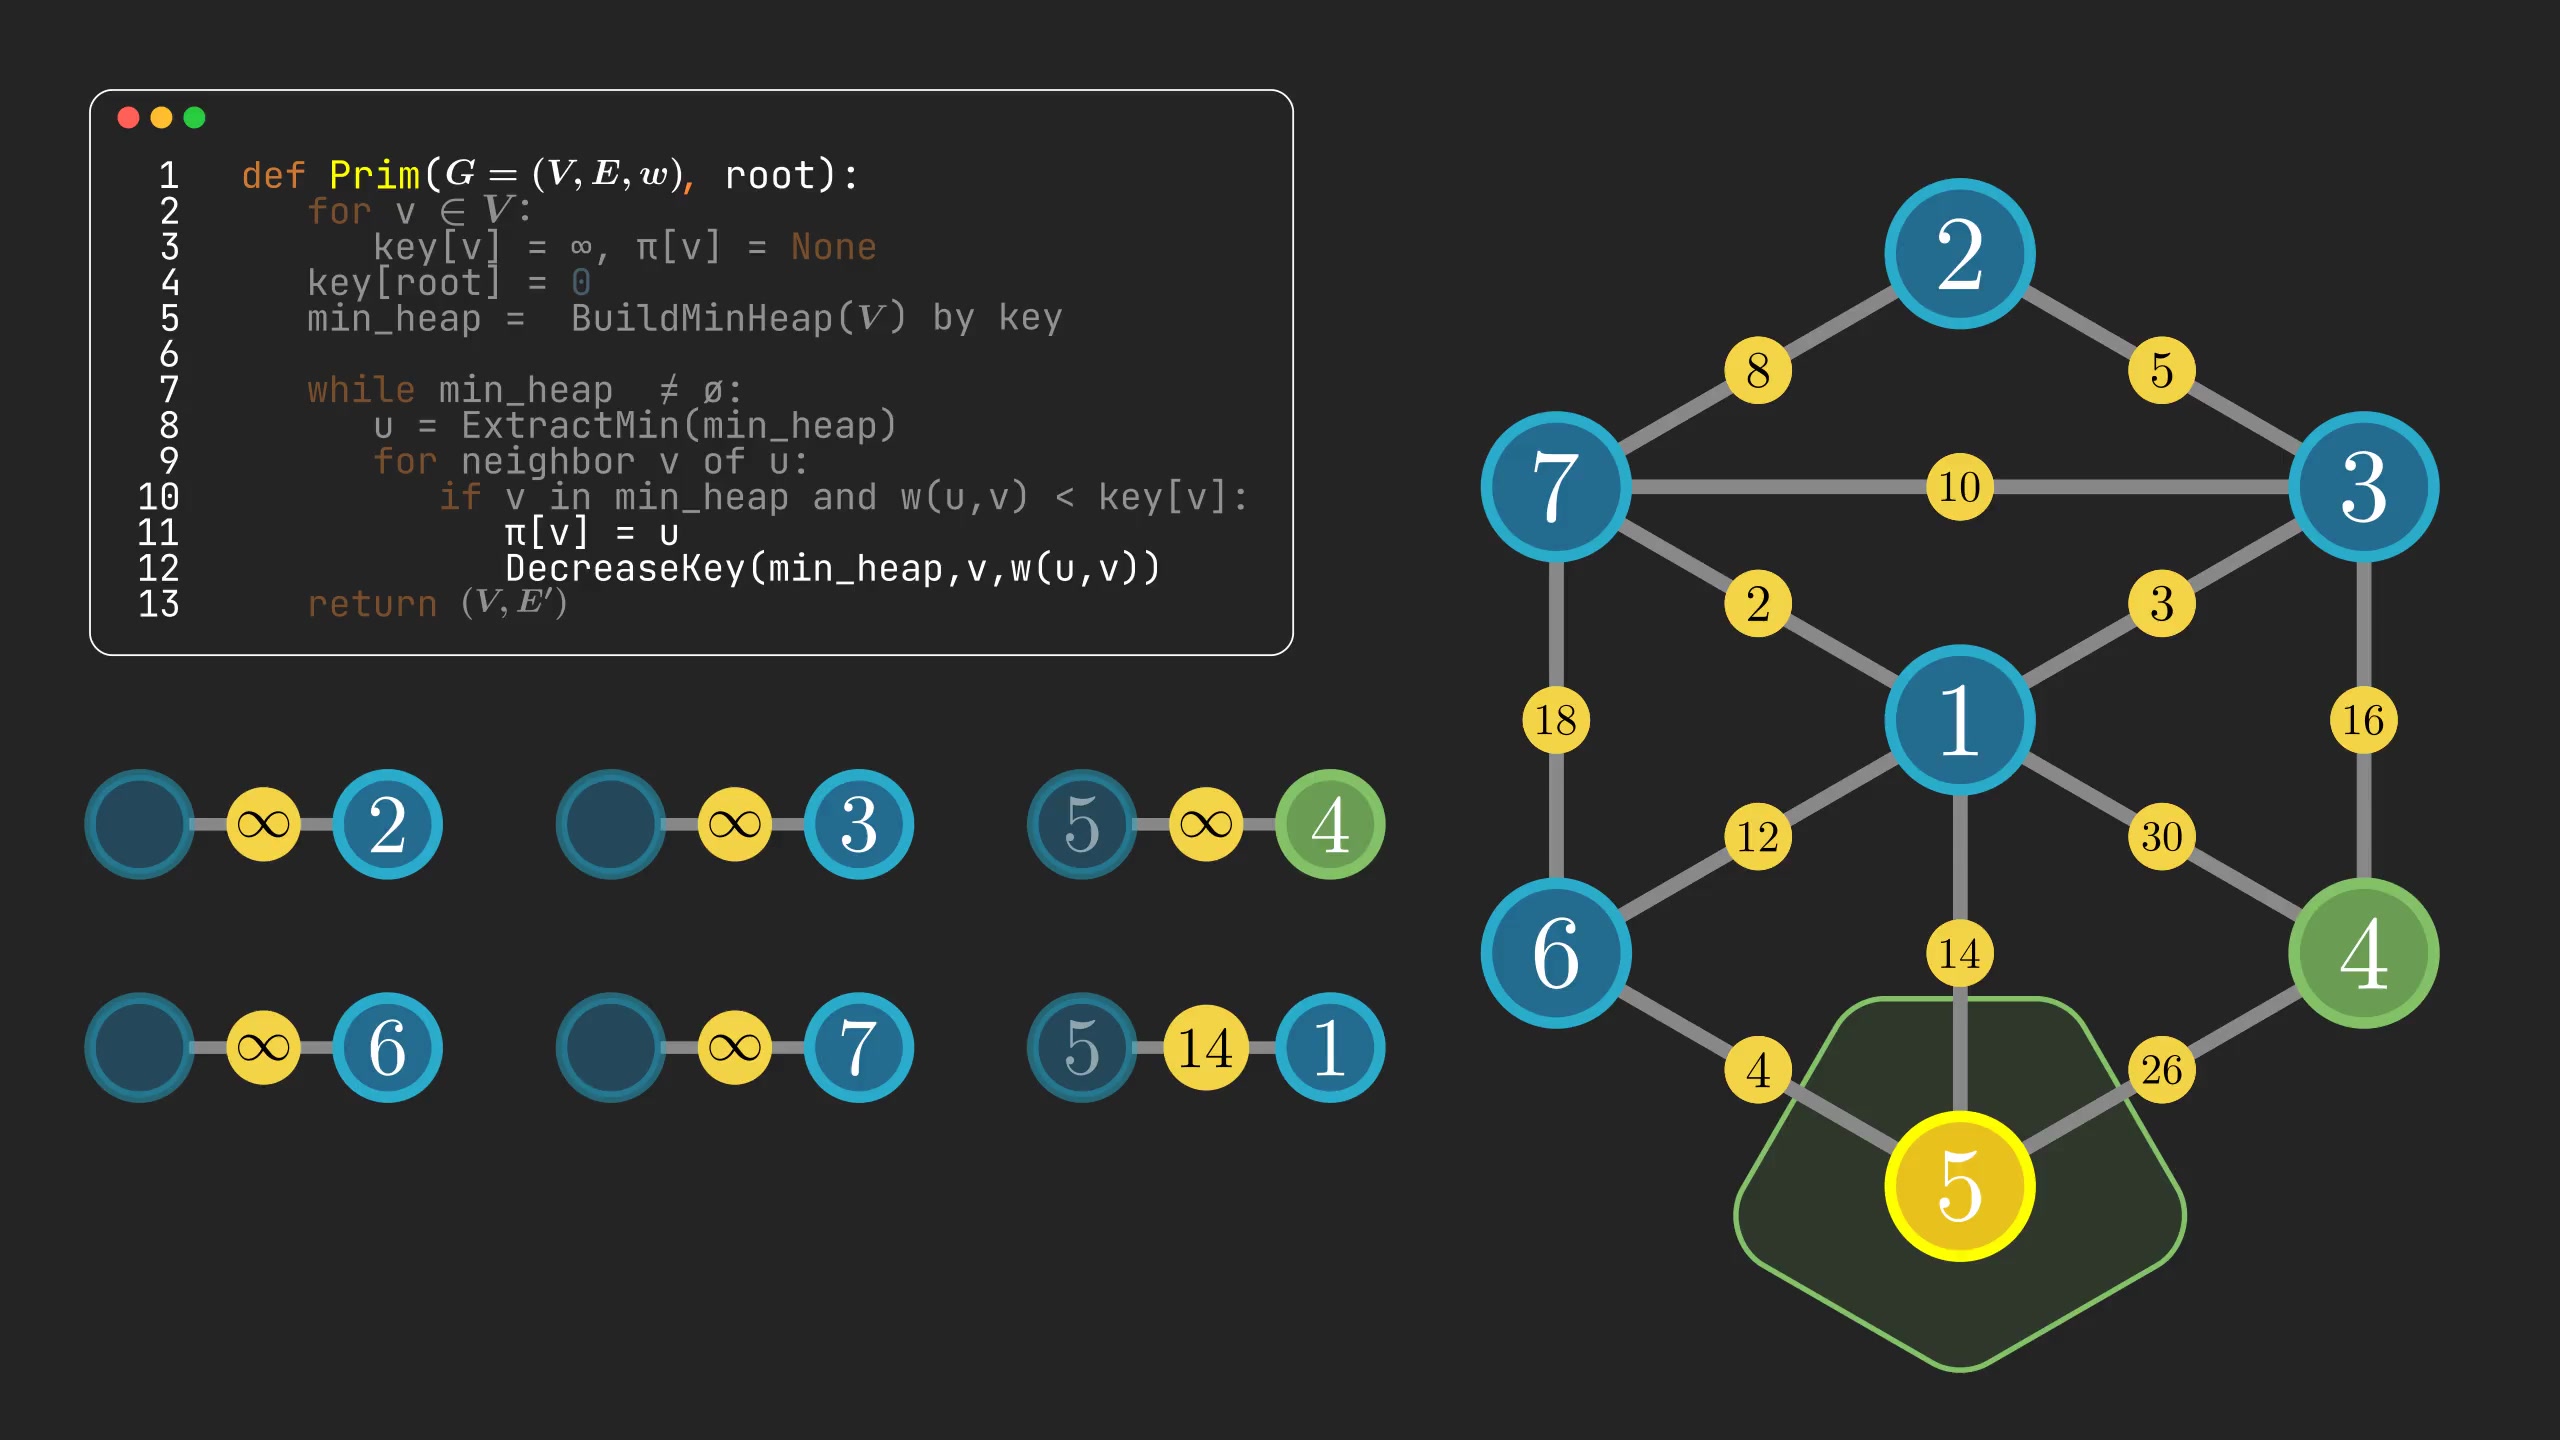 1 def Prim(G = (V, E, w), root):
2 for v ∈ V:
3 key[v] = ∞, π[v] = None
4 key[root] = 0
5 min_heap = BuildMinHeap(V) by key
6
7 while min_heap ≠ ø:
8 u = ExtractMin(min_heap)
9 for neighbor v of u:
10 if v in min_heap and w(u,v) < key[v]:
11 π[v] = u
12 DecreaseKey(min_heap,v,w(u,v))
13 return (V, E′)
∞ 2
∞ 3
5 ∞ 4
∞ 6
∞ 7
5 14 1
2
8 5
7 10 3
2 3
1
18 16
12 30
6 14 4
4 26
5